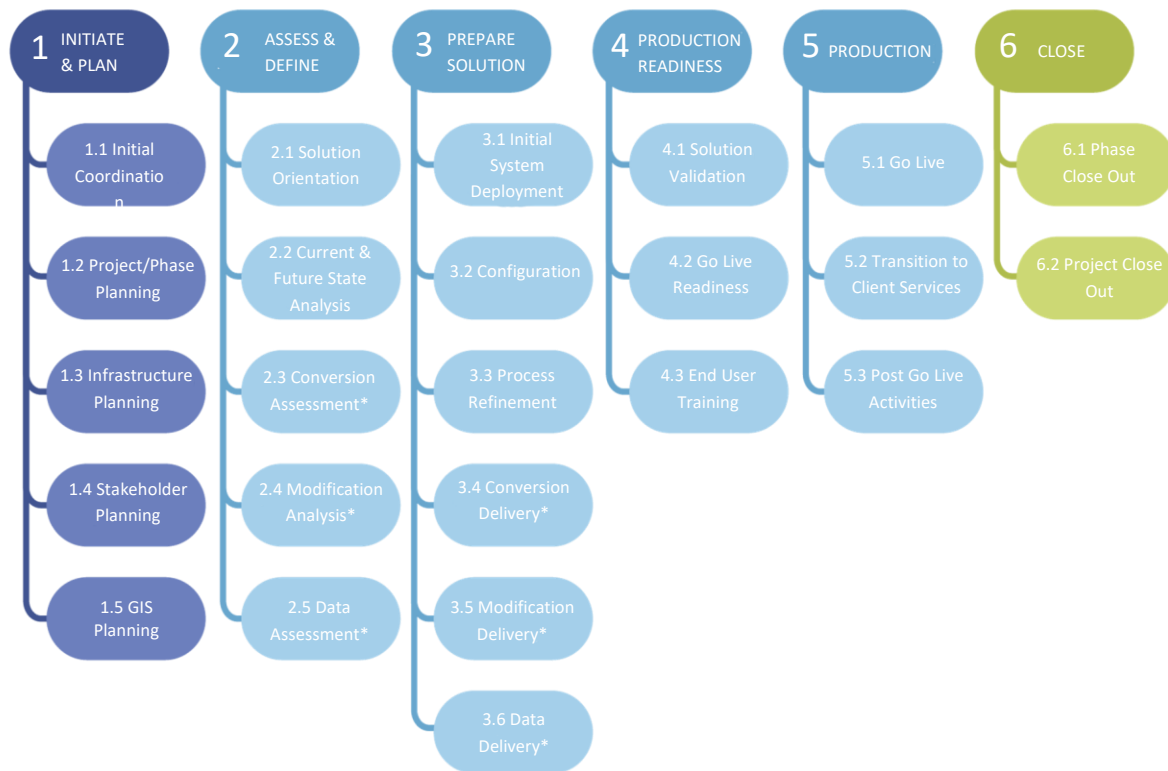 1 INITIATE
& PLAN
1.1 Initial
Coordinatio
n
1.2 Project/Phase
Planning
1.3 Infrastructure
Planning
1.4 Stakeholder
Planning
1.5 GIS
Planning
2 ASSESS &
DEFINE
2.1 Solution
Orientation
2.2 Current &
Future State
Analysis
2.3 Conversion
Assessment*
2.4 Modification
Analysis*
2.5 Data
Assessment*
3 PREPARE
SOLUTION
3.1 Initial
System
Deployment
3.2 Configuration
3.3 Process
Refinement
3.4 Conversion
Delivery*
3.5 Modification
Delivery*
3.6 Data
Delivery*
4 PRODUCTION
READINESS
4.1 Solution
Validation
4.2 Go Live
Readiness
4.3 End User
Training
5 PRODUCTION
5.1 Go Live
5.2 Transition to
Client Services
5.3 Post Go Live
Activities
6 CLOSE
6.1 Phase
Close Out
6.2 Project Close
Out